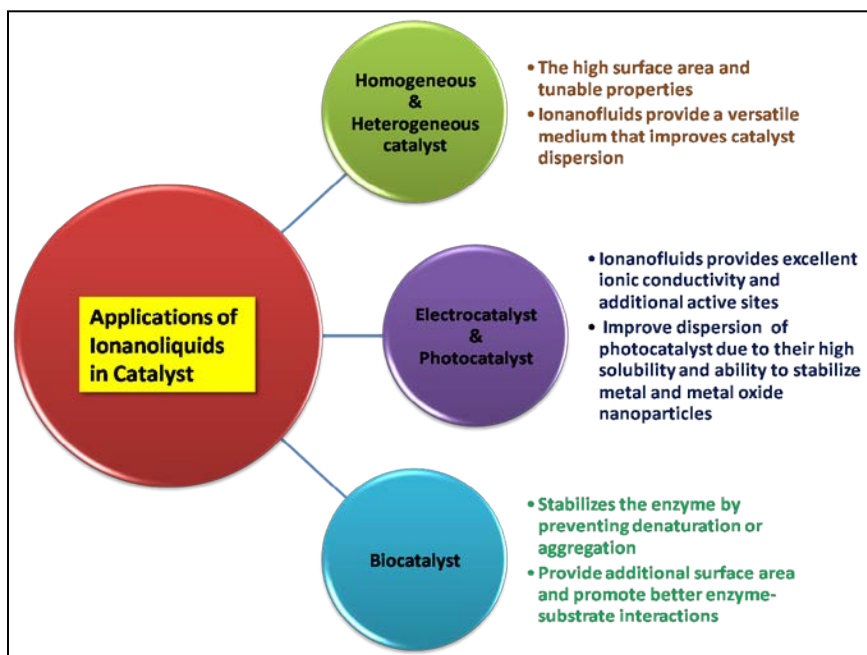 Applications of
Ionanoliquids
in Catalyst
Homogeneous
&
Heterogeneous
catalyst
• The high surface area and
tunable properties
• Ionanofluids provide a versatile
medium that improves catalyst
dispersion
Electrocatalyst
&
Photocatalyst
• Ionanofluids provides excellent
ionic conductivity and
additional active sites
• Improve dispersion of
photocatalyst due to their high
solubility and ability to stabilize
metal and metal oxide
nanoparticles
Biocatalyst
• Stabilizes the enzyme by
preventing denaturation or
aggregation
• Provide additional surface area
and promote better enzyme-
substrate interactions